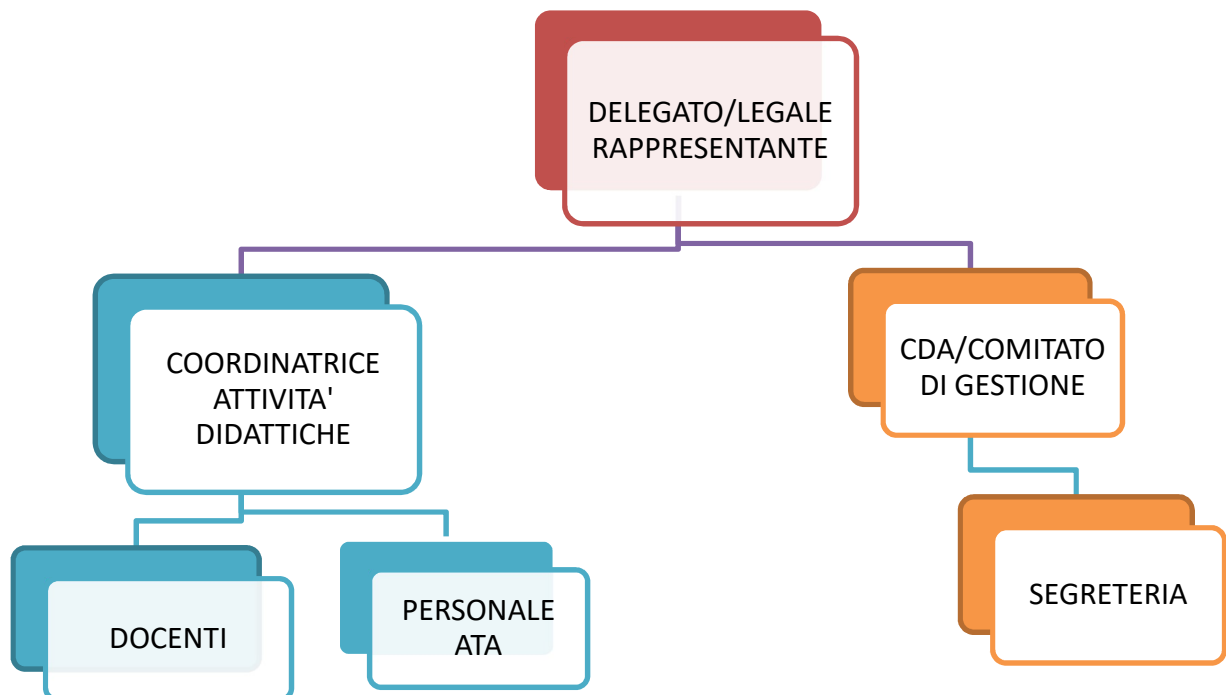 DELEGATO/LEGALE
RAPPRESENTANTE
COORDINATRICE
ATTIVITA'
DIDATTICHE
CDA/COMITATO
DI GESTIONE
DOCENTI
PERSONALE
ATA
SEGRETERIA